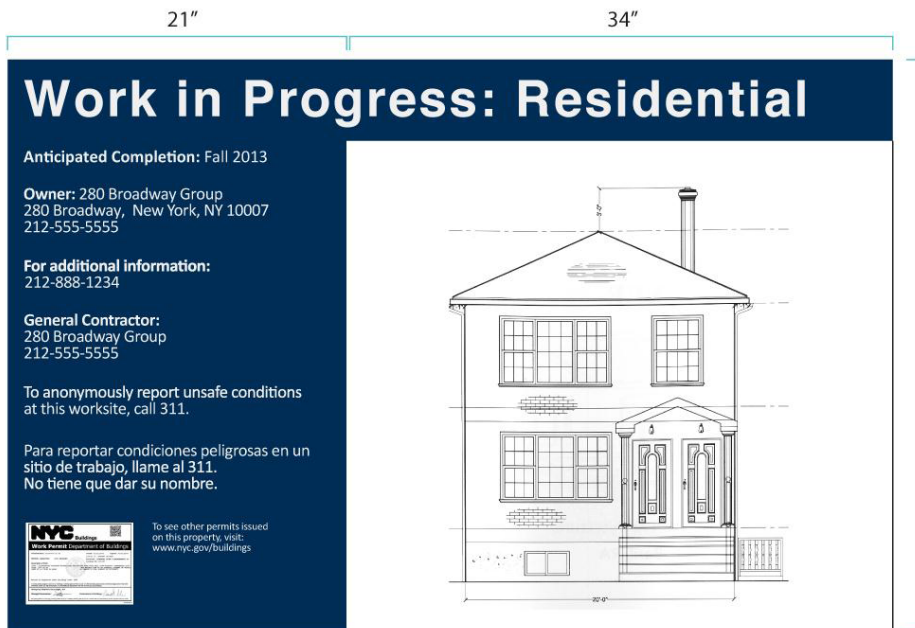 21”
34”
Work in Progress: Residential
Anticipated Completion: Fall 2013
Owner: 280 Broadway Group
280 Broadway, New York, NY 10007
212-555-5555
For additional information:
212-888-1234
General Contractor:
280 Broadway Group
212-555-5555
To anonymously report unsafe conditions
at this worksite, call 311.
Para reportar condiciones peligrosas en un
sitio de trabajo, llame al 311.
No tiene que dar su nombre.
NYC Buildings
Work Permit Department of Buildings
To see other permits issued
on this property, visit:
www.nyc.gov/buildings